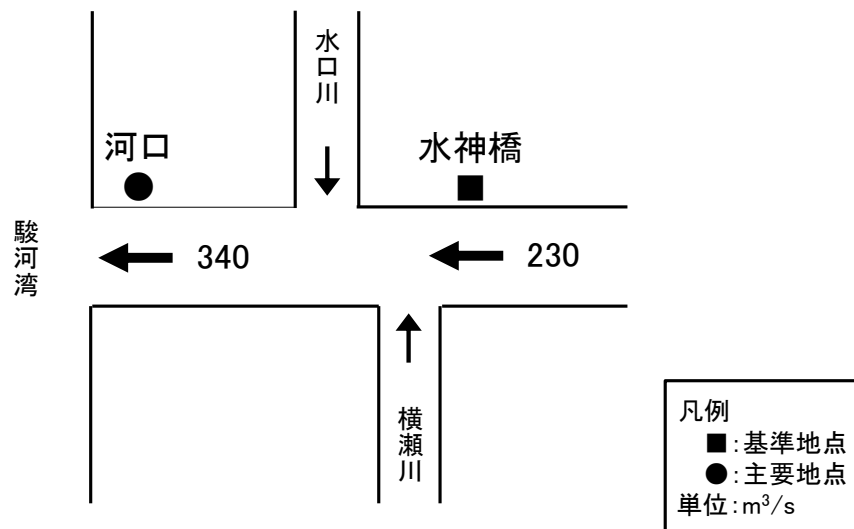 水口川
河口
水神橋
駿河湾
340
230
横瀬川
凡例
■:基準地点
●:主要地点
単位:m³/s